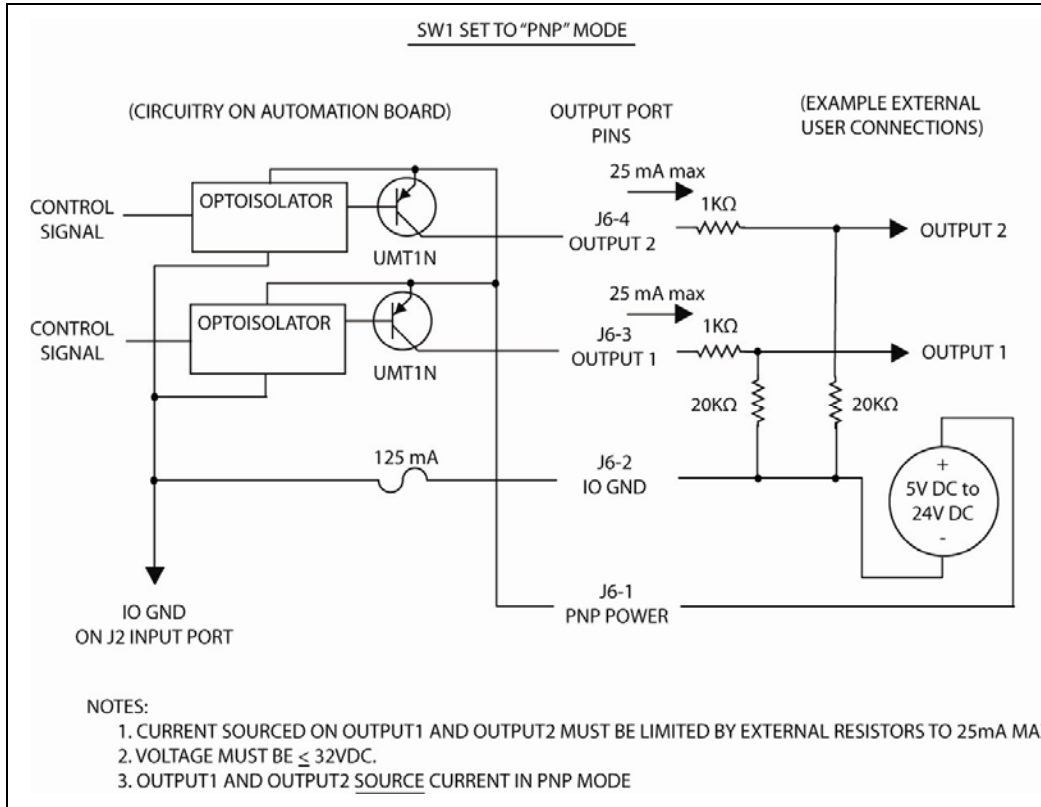 SW1 SET TO "PNP" MODE
(CIRCUITRY ON AUTOMATION BOARD)
OUTPUT PORT
PINS
(EXAMPLE EXTERNAL
USER CONNECTIONS)
25 mA max
1KΩ
CONTROL
SIGNAL
OPTOISOLATOR
UMT1N
J6-4
OUTPUT 2
OUTPUT 2
25 mA max
1KΩ
CONTROL
SIGNAL
OPTOISOLATOR
UMT1N
J6-3
OUTPUT 1
OUTPUT 1
20KΩ
20KΩ
125 mA
J6-2
IO GND
+
5V DC to
24V DC
-
J6-1
PNP POWER
IO GND
ON J2 INPUT PORT
NOTES:
1. CURRENT SOURCED ON OUTPUT1 AND OUTPUT2 MUST BE LIMITED BY EXTERNAL RESISTORS TO 25mA MA
2. VOLTAGE MUST BE ≤ 32VDC.
3. OUTPUT1 AND OUTPUT2 SOURCE CURRENT IN PNP MODE